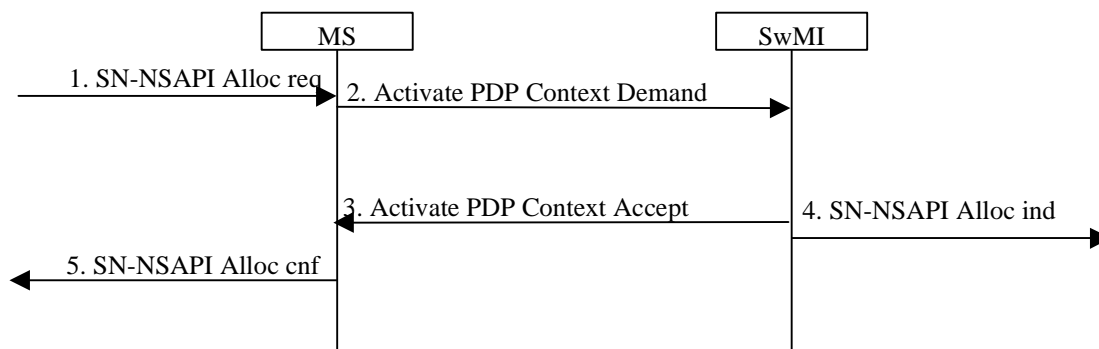 MS
SwMI
1. SN-NSAPI Alloc req
2. Activate PDP Context Demand
3. Activate PDP Context Accept
4. SN-NSAPI Alloc ind
5. SN-NSAPI Alloc cnf